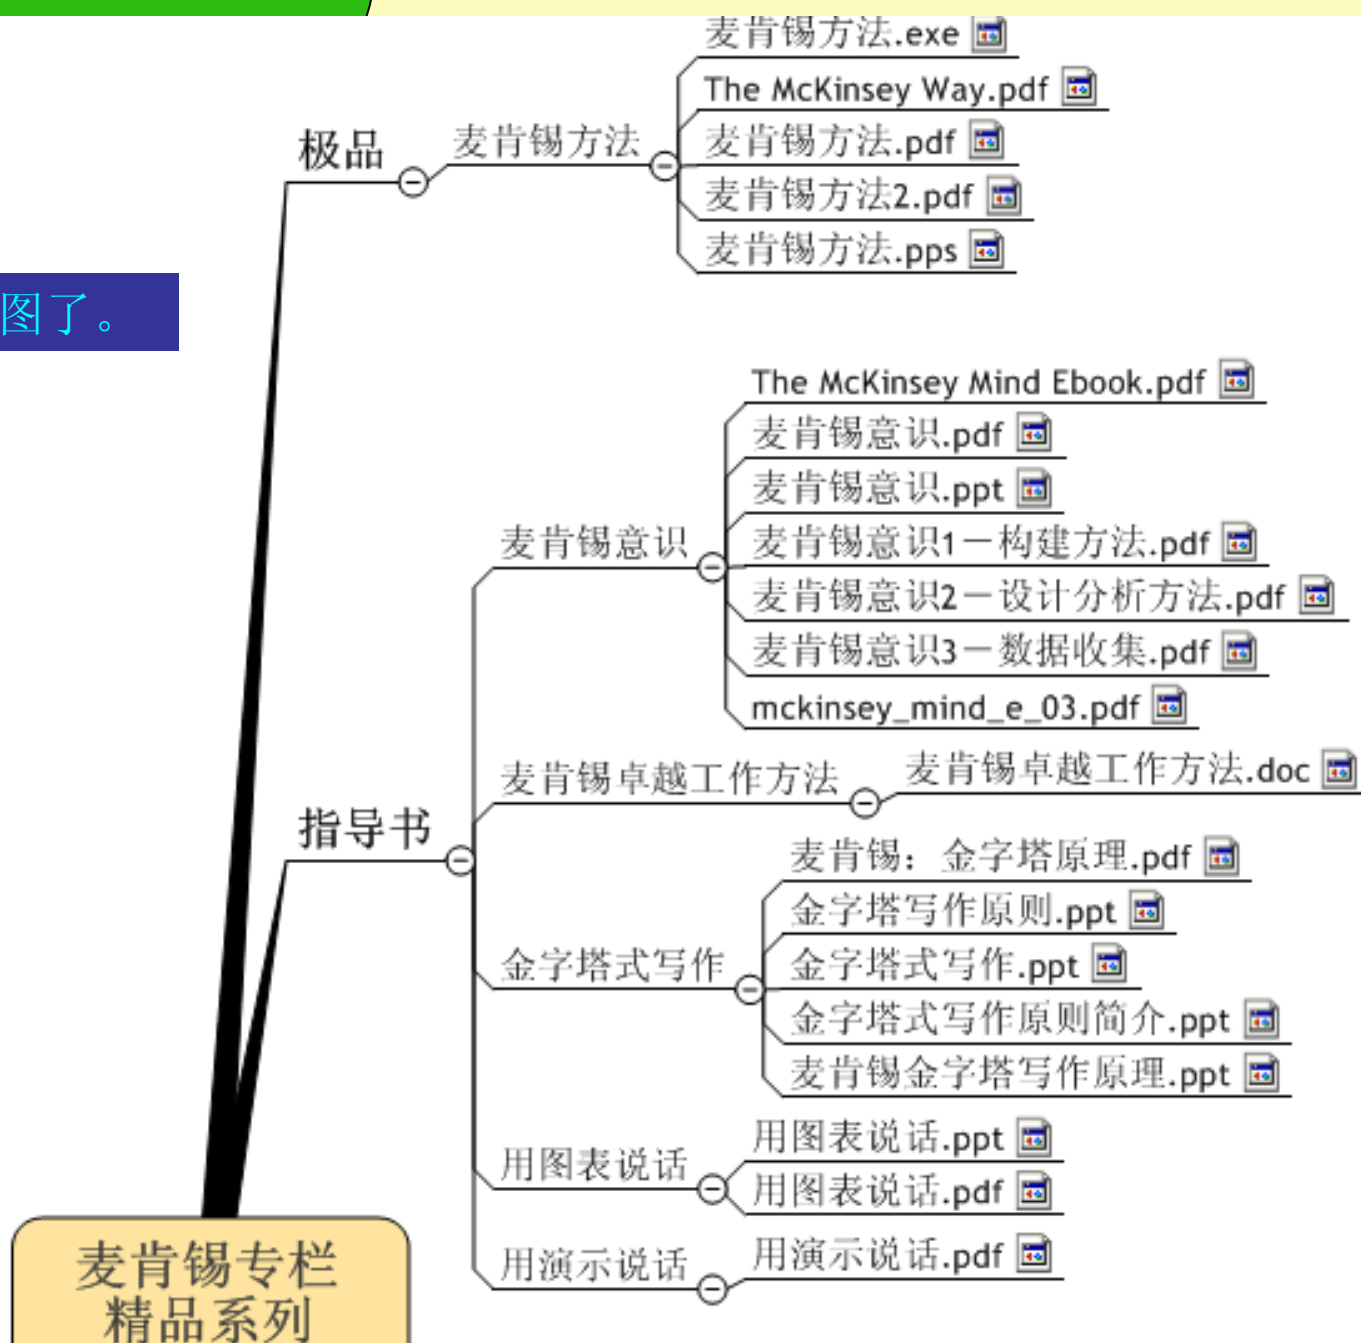 麦肯锡方法.exe
The McKinsey Way.pdf
极品
麦肯锡方法
麦肯锡方法.pdf
麦肯锡方法2.pdf
麦肯锡方法.pps
图了。
The McKinsey Mind Ebook.pdf
麦肯锡意识.pdf
麦肯锡意识.ppt
麦肯锡意识
麦肯锡意识1－构建方法.pdf
麦肯锡意识2－设计分析方法.pdf
麦肯锡意识3－数据收集.pdf
mckinsey_mind_e_03.pdf
麦肯锡卓越工作方法
麦肯锡卓越工作方法.doc
指导书
麦肯锡：金字塔原理.pdf
金字塔写作原则.ppt
金字塔式写作
金字塔式写作.ppt
金字塔式写作原则简介.ppt
麦肯锡金字塔写作原理.ppt
用图表说话
用图表说话.ppt
用图表说话.pdf
用演示说话
用演示说话.pdf
麦肯锡专栏
精品系列